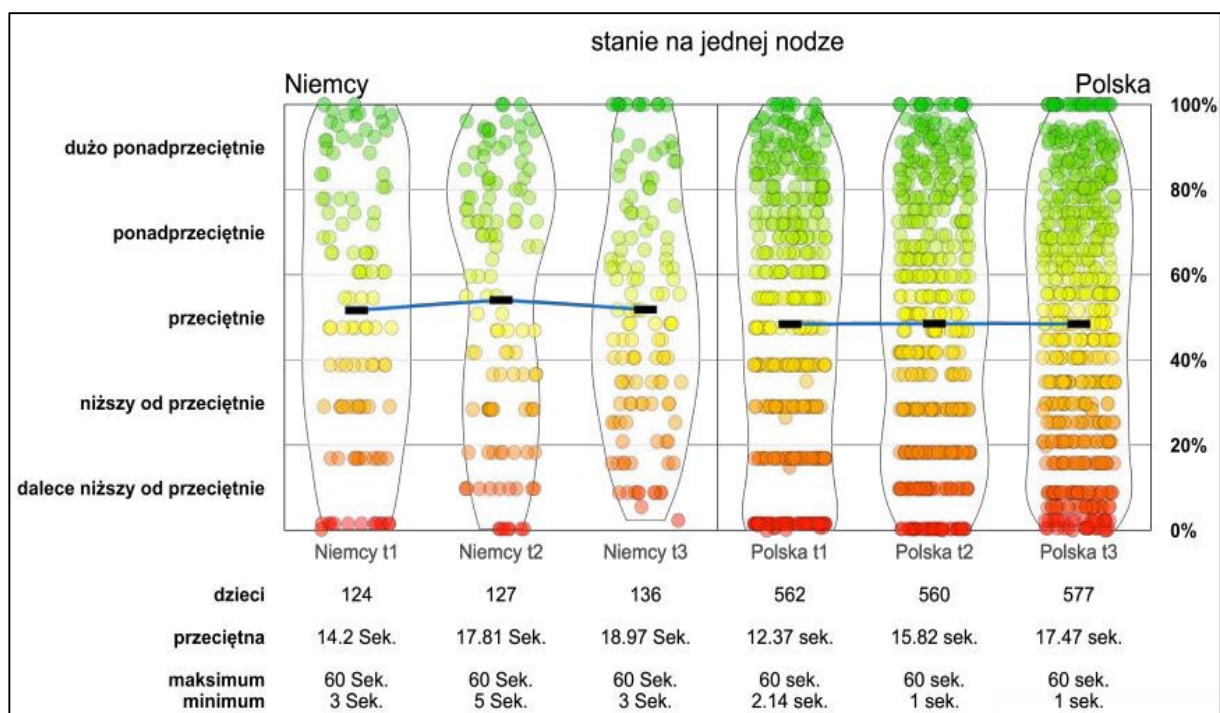 stanie na jednej nodze
Niemcy Polska
100%
dużo ponadprzeciętnie
80%
ponadprzeciętnie
60%
przeciętnie
40%
niższy od przeciętnie
20%
dalece niższy od przeciętnie
0%
Niemcy t1 Niemcy t2 Niemcy t3 Polska t1 Polska t2 Polska t3
dzieci 124 127 136 562 560 577
przeciętna 14.2 Sek. 17.81 Sek. 18.97 Sek. 12.37 sek. 15.82 sek. 17.47 sek.
maksimum 60 Sek. 60 Sek. 60 Sek. 60 sek. 60 sek. 60 sek.
minimum 3 Sek. 5 Sek. 3 Sek. 2.14 sek. 1 sek. 1 sek.